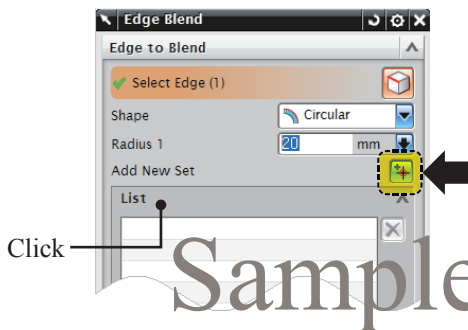 Edge Blend
Edge to Blend
Select Edge (1)
Shape
Circular
Radius 1
20
mm
Add New Set
List
Click
Sample